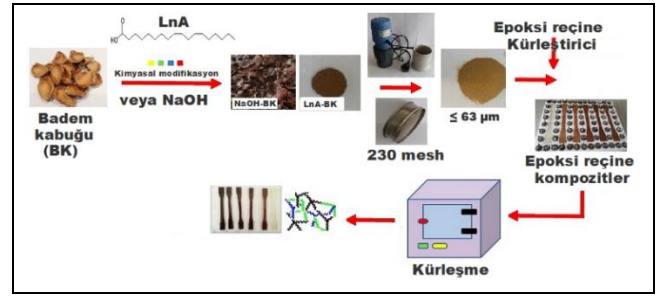 LnA
O
HO
Kimyasal modifikasyon
veya NaOH
Badem
kabuğu
(BK)
NaOH-BK
LnA-BK
230 mesh
≤ 63 µm
Epoksi reçine
Kürleştirici
Epoksi reçine
kompozitler
Kürleşme